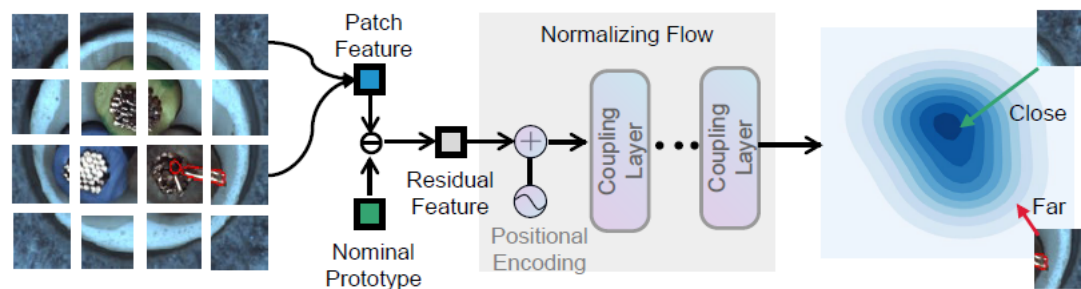 Patch
Feature
Normalizing Flow
Coupling
Layer
Coupling
Layer
Close
Residual
Feature
Far
Nominal
Prototype
Positional
Encoding